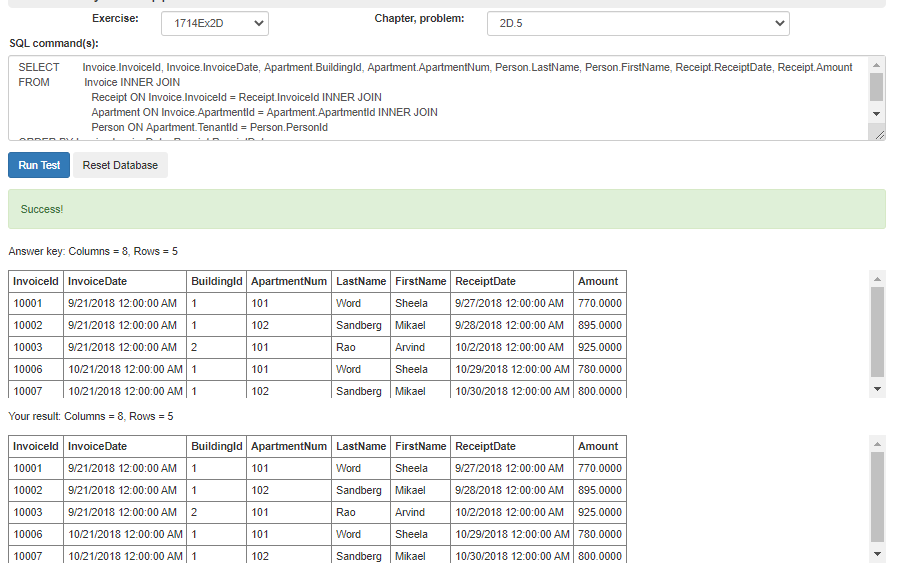 Exercise: 1714Ex2D Chapter, problem: 2D.5
SQL command(s):
SELECT Invoice.InvoiceId, Invoice.InvoiceDate, Apartment.BuildingId, Apartment.ApartmentNum, Person.LastName, Person.FirstName, Receipt.ReceiptDate, Receipt.Amount
FROM Invoice INNER JOIN
Receipt ON Invoice.InvoiceId = Receipt.InvoiceId INNER JOIN
Apartment ON Invoice.ApartmentId = Apartment.ApartmentId INNER JOIN
Person ON Apartment.TenantId = Person.PersonId
Run Test Reset Database
Success!
Answer key: Columns = 8, Rows = 5
InvoiceId InvoiceDate BuildingId ApartmentNum LastName FirstName ReceiptDate Amount
10001 9/21/2018 12:00:00 AM 1 101 Word Sheela 9/27/2018 12:00:00 AM 770.0000
10002 9/21/2018 12:00:00 AM 1 102 Sandberg Mikael 9/28/2018 12:00:00 AM 895.0000
10003 9/21/2018 12:00:00 AM 2 101 Rao Arvind 10/2/2018 12:00:00 AM 925.0000
10006 10/21/2018 12:00:00 AM 1 101 Word Sheela 10/29/2018 12:00:00 AM 780.0000
10007 10/21/2018 12:00:00 AM 1 102 Sandberg Mikael 10/30/2018 12:00:00 AM 800.0000
Your result: Columns = 8, Rows = 5
InvoiceId InvoiceDate BuildingId ApartmentNum LastName FirstName ReceiptDate Amount
10001 9/21/2018 12:00:00 AM 1 101 Word Sheela 9/27/2018 12:00:00 AM 770.0000
10002 9/21/2018 12:00:00 AM 1 102 Sandberg Mikael 9/28/2018 12:00:00 AM 895.0000
10003 9/21/2018 12:00:00 AM 2 101 Rao Arvind 10/2/2018 12:00:00 AM 925.0000
10006 10/21/2018 12:00:00 AM 1 101 Word Sheela 10/29/2018 12:00:00 AM 780.0000
10007 10/21/2018 12:00:00 AM 1 102 Sandberg Mikael 10/30/2018 12:00:00 AM 800.0000